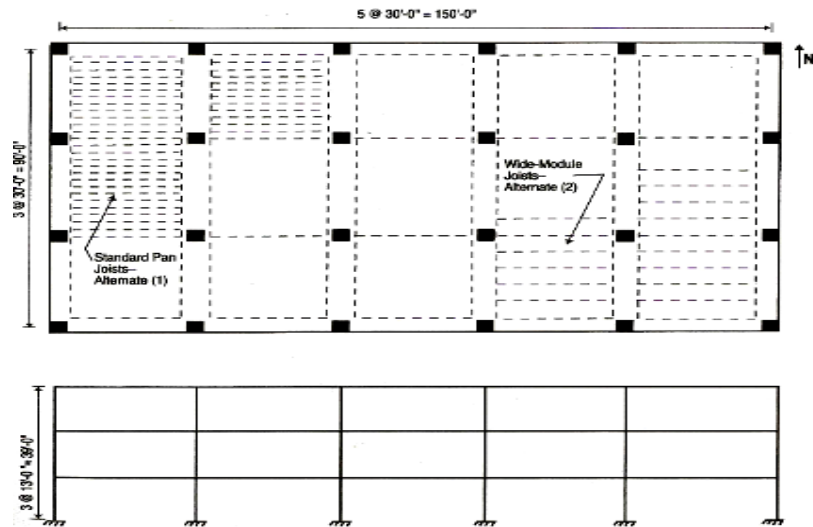 5 @ 30'-0" = 150'-0"
N
3 @ 30'-0" = 90'-0"
Wide-Module
Joists–
Alternate (2)
Standard Pan
Joists–
Alternate (1)
3 @ 13'-0" = 39'-0"